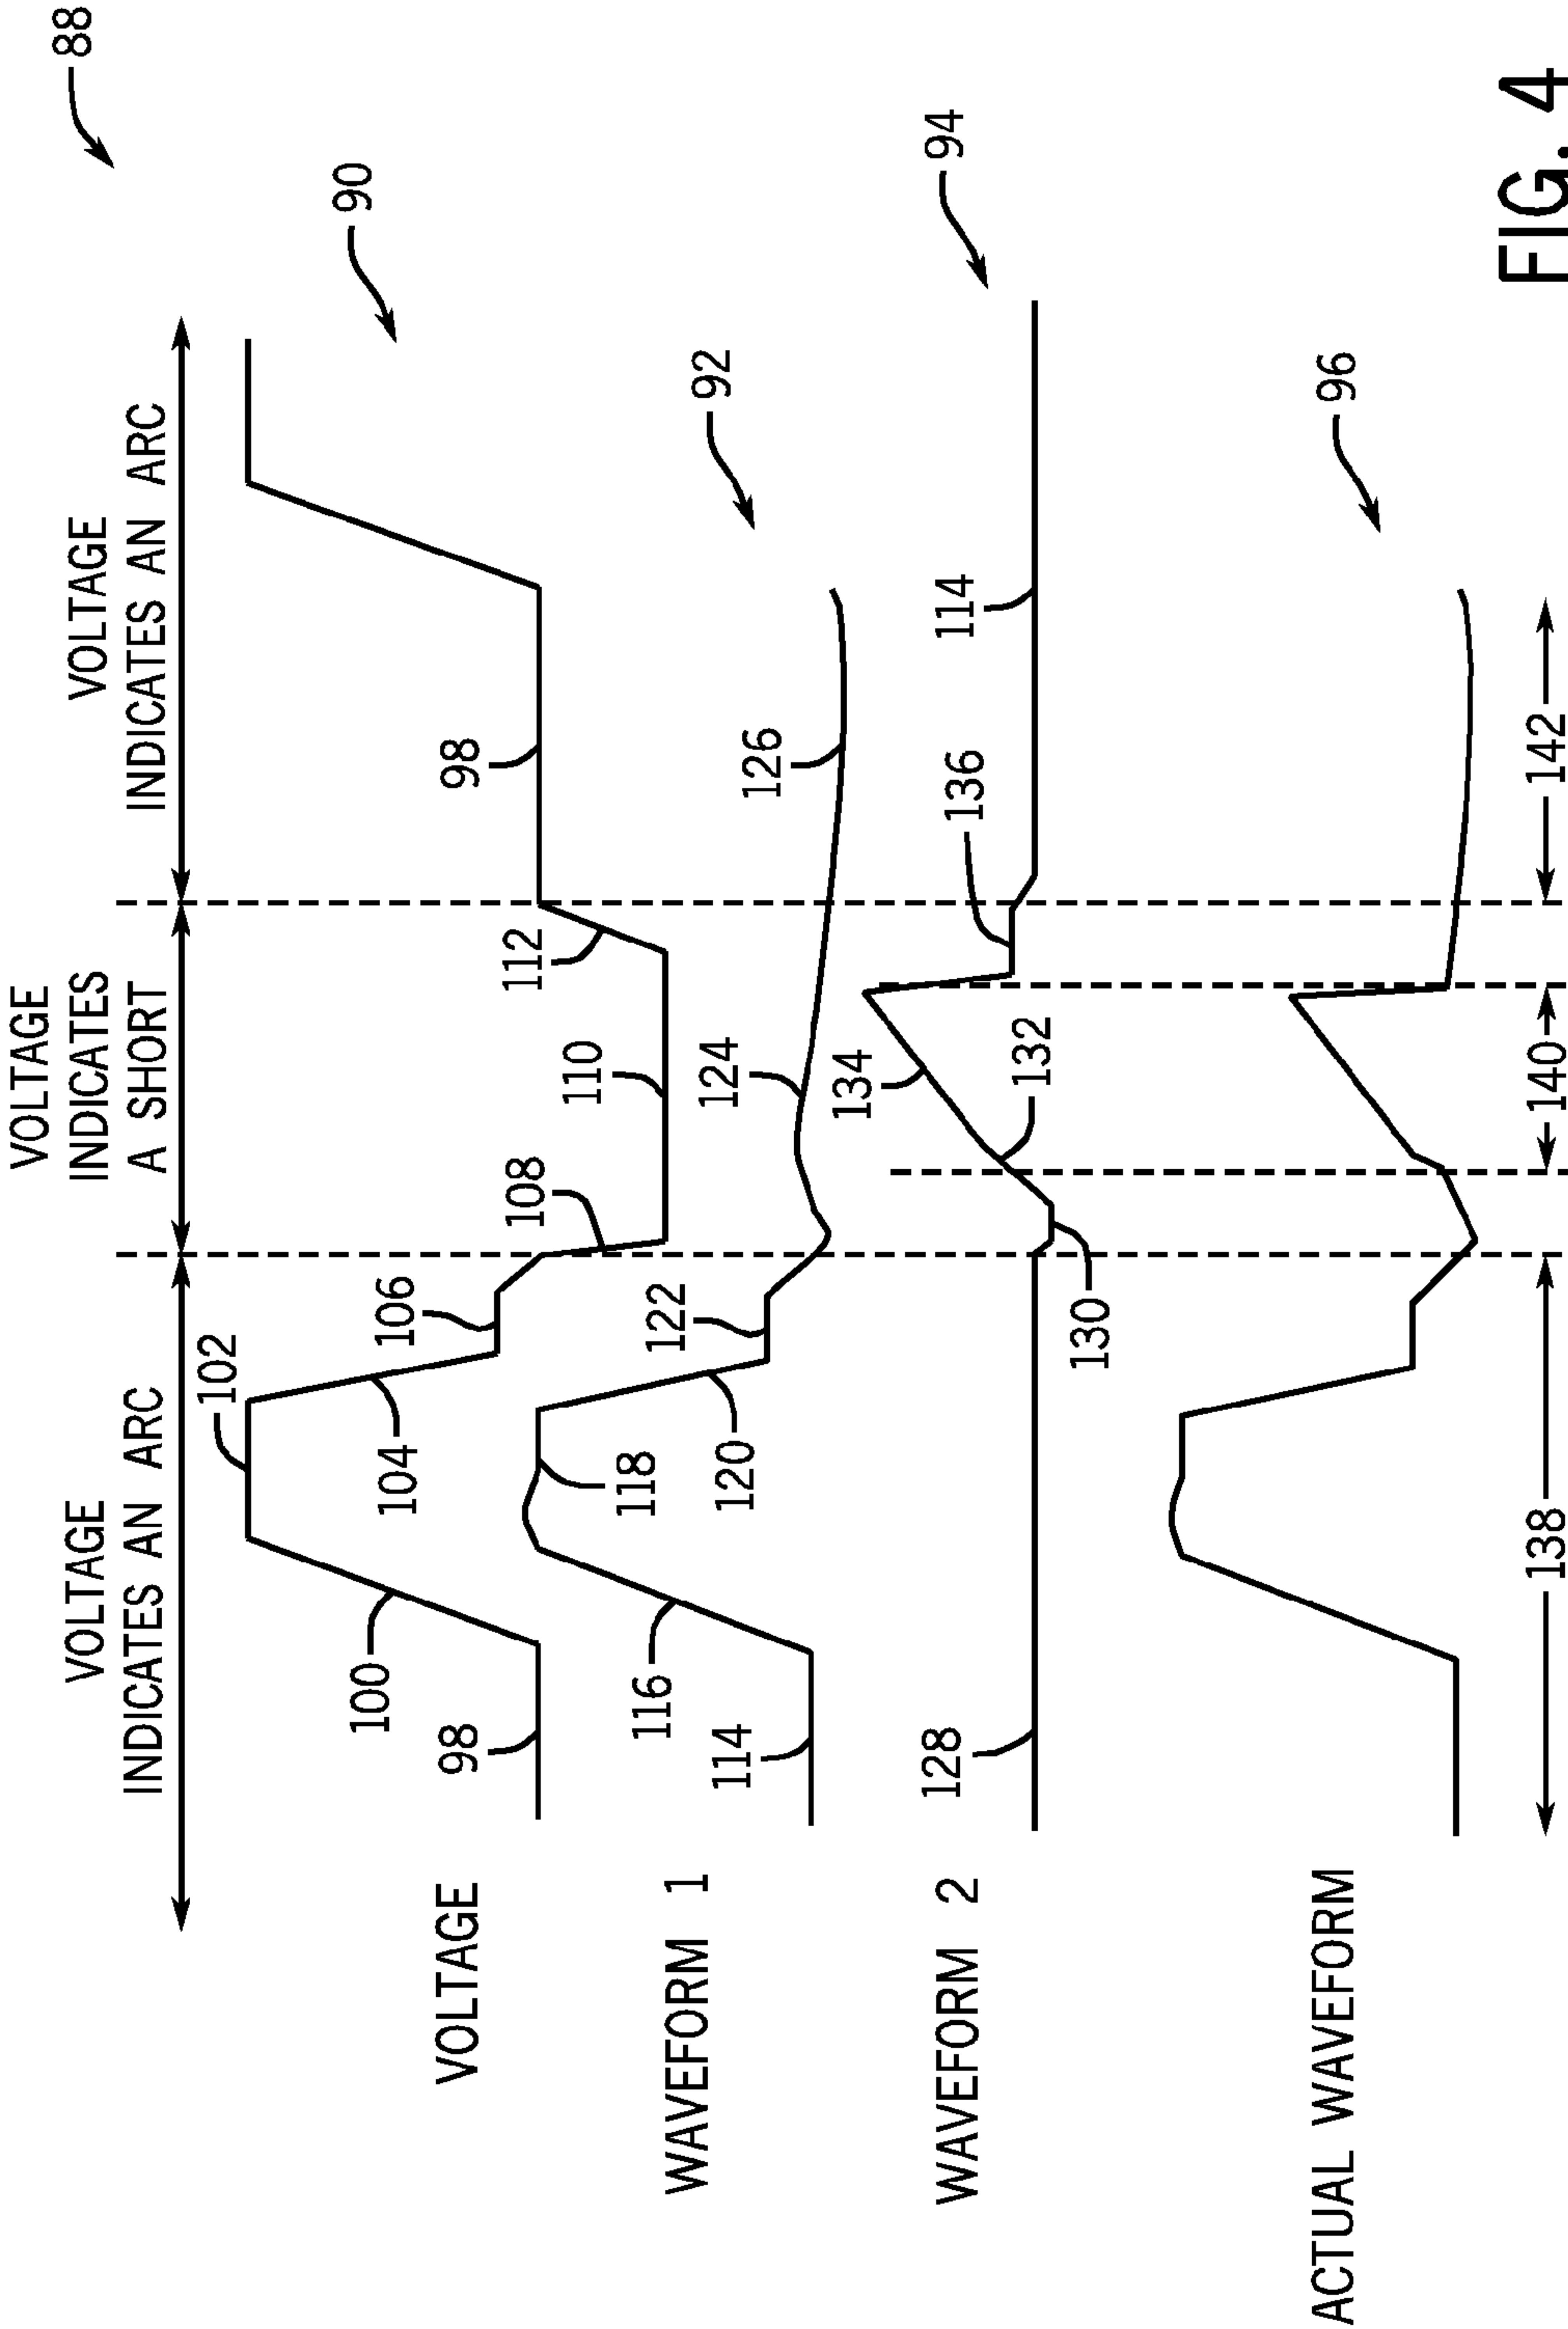 88
VOLTAGE
INDICATES AN ARC
VOLTAGE
INDICATES
A SHORT
VOLTAGE
INDICATES AN ARC
90
VOLTAGE
98
100
102
104
106
108
110
112
98
92
WAVEFORM 1
114
116
118
120
122
124
126
94
WAVEFORM 2
128
130
132
134
136
114
96
ACTUAL WAVEFORM
138
140
142
FIG. 4